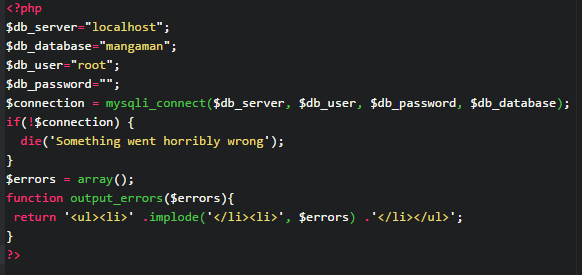 <?php
$db_server="localhost";
$db_database="mangaman";
$db_user="root";
$db_password="";
$connection = mysqli_connect($db_server, $db_user, $db_password, $db_database);
if(!$connection) {
  die('Something went horribly wrong');
}
$errors = array();
function output_errors($errors){
 return '<ul><li>' .implode('</li><li>', $errors) .'</li></ul>';
}
?>